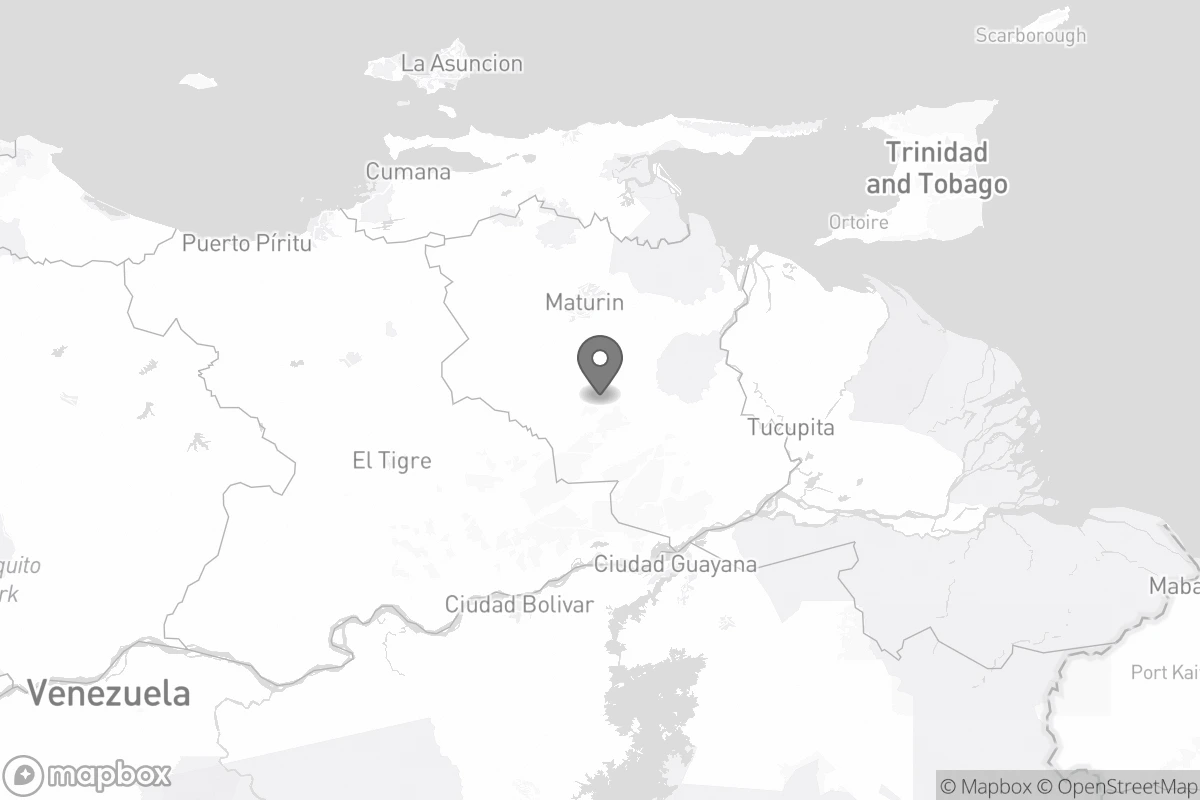 Scarborough
La Asuncion
Trinidad
and Tobago
Cumana
Ortoire
Puerto Píritu
Maturin
Tucupita
El Tigre
Ciudad Guayana
quito
rk
Maba
Ciudad Bolivar
Port Kai
Venezuela
mapbox
© Mapbox © OpenStreetMap